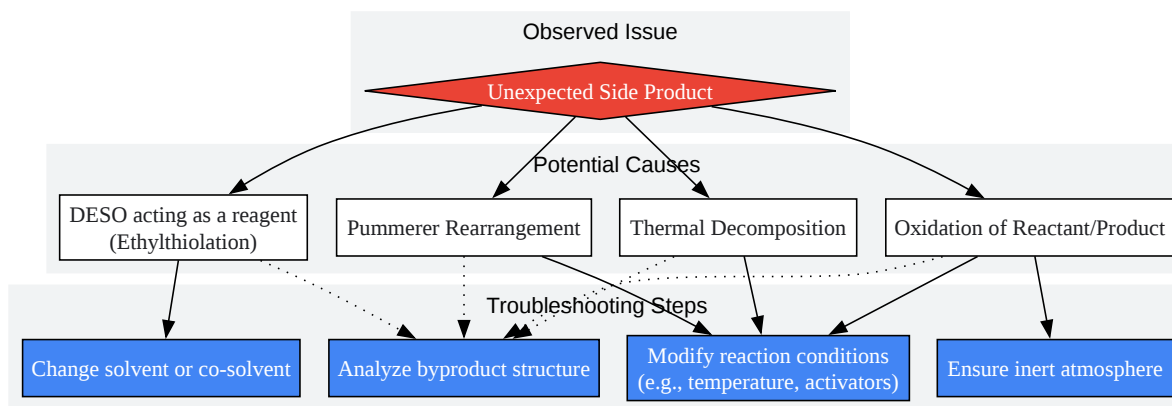 Observed Issue
Unexpected Side Product
Potential Causes
DESO acting as a reagent
(Ethylthiolation)
Pummerer Rearrangement
Thermal Decomposition
Oxidation of Reactant/Product
Troubleshooting Steps
Change solvent or co-solvent
Analyze byproduct structure
Modify reaction conditions
(e.g., temperature, activators)
Ensure inert atmosphere